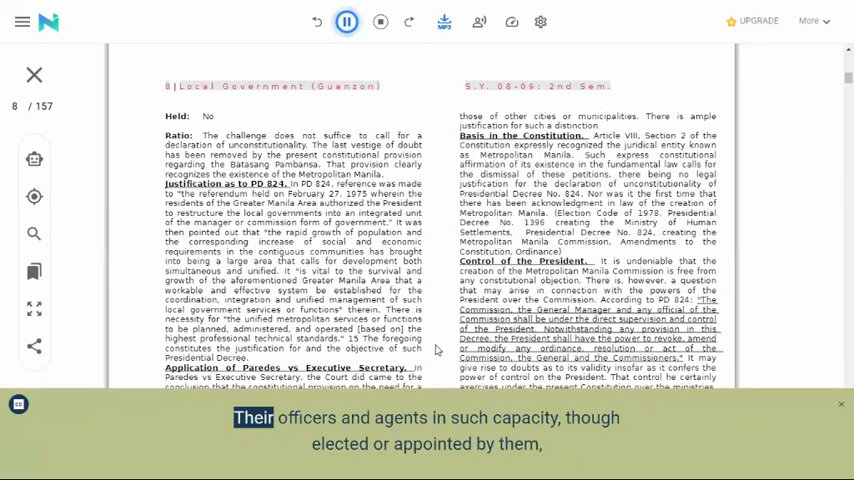 UPGRADE
More
MP3
8 / 157
8|Local Government (Guanzon)
S.Y. 08-09: 2nd Sem.
Held: No
Ratio: The challenge does not suffice to call for a
declaration of unconstitutionality. The last vestige of doubt
has been removed by the present constitutional provision
regarding the Batasang Pambansa. That provision clearly
recognizes the existence of the Metropolitan Manila.
Justification as to PD 824. In PD 824, reference was made
to "the referendum held on February 27, 1975 wherein the
residents of the Greater Manila Area authorized the President
to restructure the local governments into an integrated unit
of the manager or commission form of government." It was
then pointed out that "the rapid growth of population and
the corresponding increase of social and economic
requirements in the contiguous communities has brought
into being a large area that calls for development both
simultaneous and unified. It "is vital to the survival and
growth of the aforementioned Greater Manila Area that a
workable and effective system be established for the
coordination, integration and unified management of such
local government services or functions" therein. There is
necessity for "the unified metropolitan services or functions
to be planned, administered, and operated [based on] the
highest professional technical standards." 15 The foregoing
constitutes the justification for and the objective of such
Presidential Decree.
Application of Paredes vs Executive Secretary. In
Paredes vs Executive Secretary, the Court did came to the
conclusion that the constitutional provision on the need for a
those of other cities or municipalities. There is ample
justification for such a distinction
Basis in the Constitution. Article VIII, Section 2 of the
Constitution expressly recognized the juridical entity known
as Metropolitan Manila. Such express constitutional
affirmation of its existence in the fundamental law calls for
the dismissal of these petitions, there being no legal
justification for the declaration of unconstitutionality of
Presidential Decree No. 824. Nor was it the first time that
there has been acknowledgment in law of the creation of
Metropolitan Manila. (Election Code of 1978, Presidential
Decree No. 1396 creating the Ministry of Human
Settlements, Presidential Decree No. 824, creating the
Metropolitan Manila Commission, Amendments to the
Constitution, Ordinance)
Control of the President. It is undeniable that the
creation of the Metropolitan Manila Commission is free from
any constitutional objection. There is, however, a question
that may arise in connection with the powers of the
President over the Commission. According to PD 824: "The
Commission, the General Manager and any official of the
Commission shall be under the direct supervision and control
of the President. Notwithstanding any provision in this
Decree, the President shall have the power to revoke, amend
or modify any ordinance, resolution or act of the
Commission, the General and the Commissioners." It may
give rise to doubts as to its validity insofar as it confers the
power of control on the President. That control he certainly
exercises under the present Constitution over the ministries.
Their officers and agents in such capacity, though
elected or appointed by them,